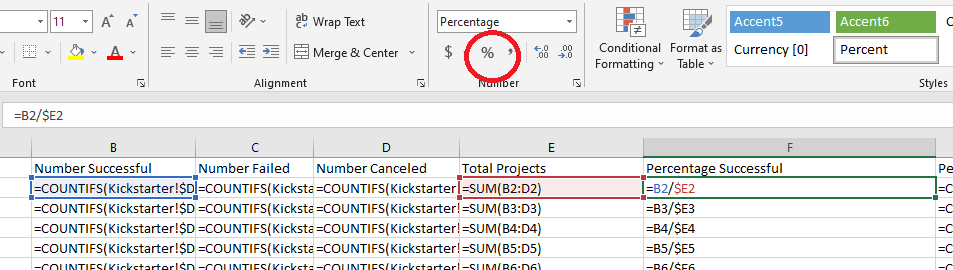 11 A A ab Wrap Text Percentage Accent5 Accent6
A Merge & Center $ % , Conditional Formatting Format as Table Currency [0] Percent
Font Alignment Number Styles
=B2/$E2
B C D E F
Number Successful Number Failed Number Canceled Total Projects Percentage Successful Pe
=COUNTIFS(Kickstarter!$D =COUNTIFS(Kicksta =COUNTIFS(Kickstarter =SUM(B2:D2) =B2/$E2 =C
=COUNTIFS(Kickstarter!$D =COUNTIFS(Kicksta =COUNTIFS(Kickstarter! =SUM(B3:D3) =B3/$E3 =C
=COUNTIFS(Kickstarter!$D =COUNTIFS(Kicksta =COUNTIFS(Kickstarter! =SUM(B4:D4) =B4/$E4 =C
=COUNTIFS(Kickstarter!$D =COUNTIFS(Kicksta =COUNTIFS(Kickstarter! =SUM(B5:D5) =B5/$E5 =C
=COUNTIFS(Kickstarter!$D =COUNTIFS(Kicksta =COUNTIFS(Kickstarter! =SUM(B6:D6) =B6/$E6 =C